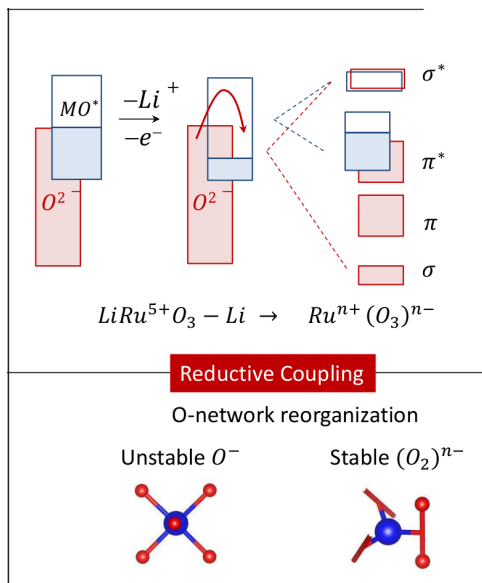 MO*
−Li⁺
−e⁻
O²⁻
O²⁻
σ*
π*
π
σ
LiRu⁵⁺O₃ − Li → Ruⁿ⁺(O₃)ⁿ⁻
Reductive Coupling
O-network reorganization
Unstable O⁻ Stable (O₂)ⁿ⁻